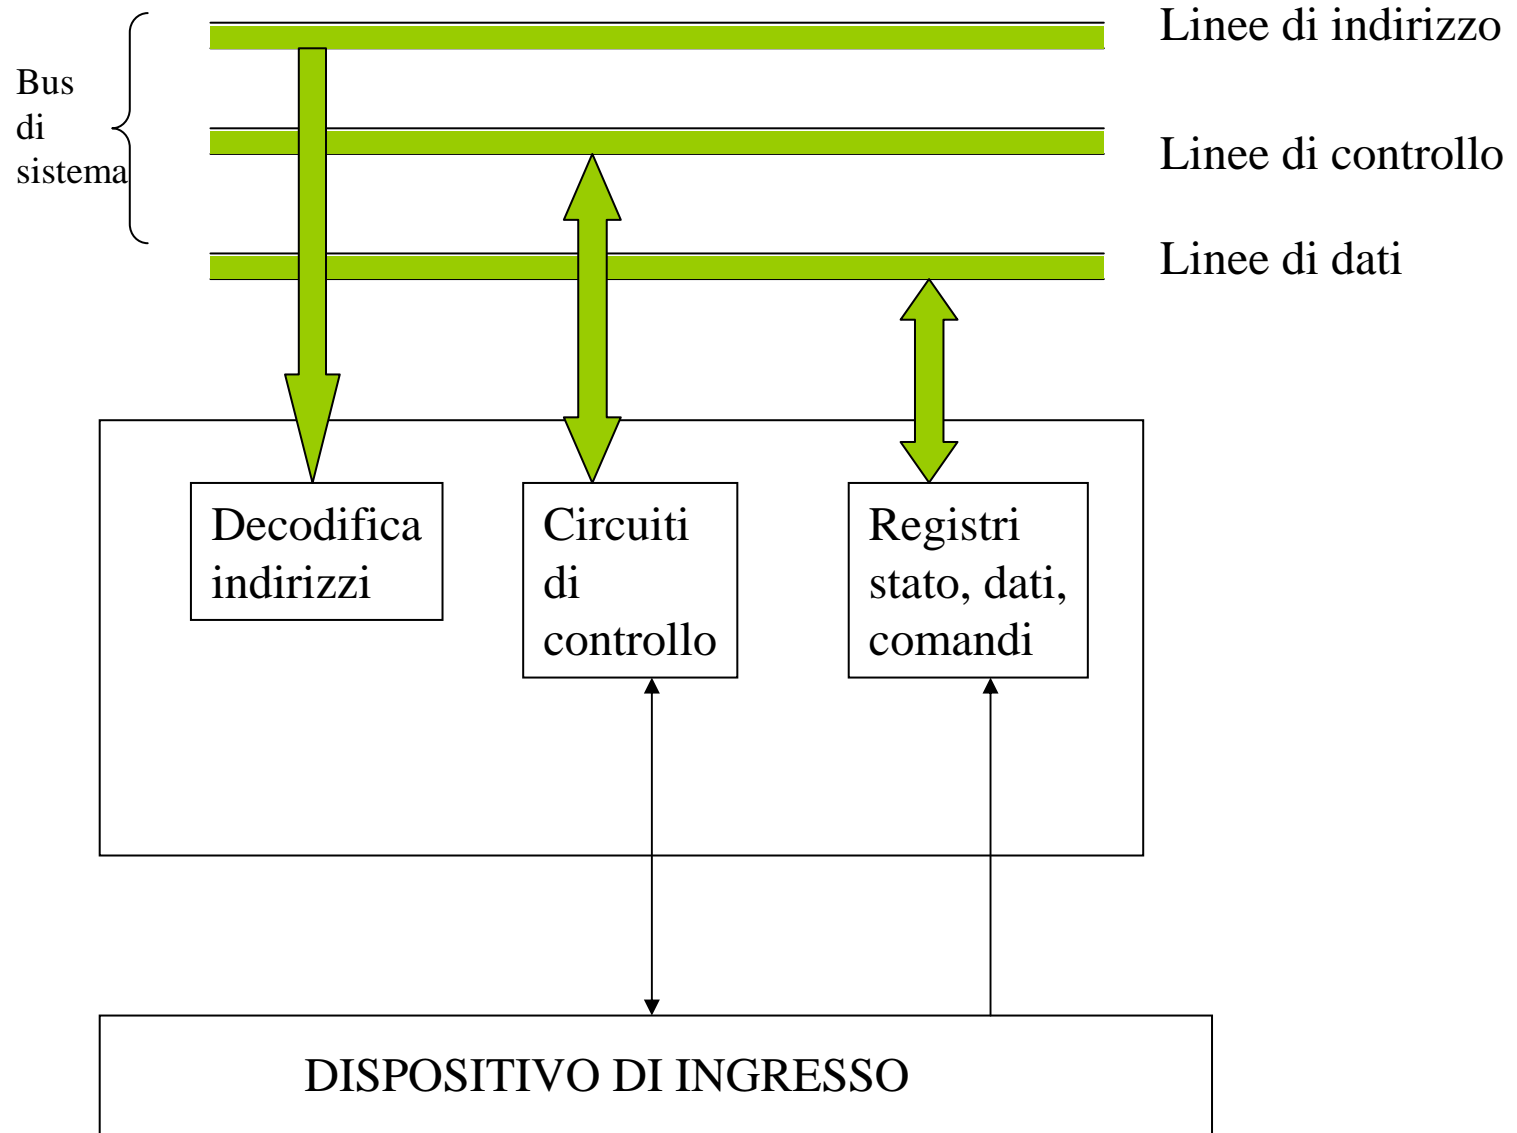 Linee di indirizzo
Bus
di
sistema
Linee di controllo
Linee di dati
Decodifica
indirizzi
Circuiti
di
controllo
Registri
stato, dati,
comandi
DISPOSITIVO DI INGRESSO